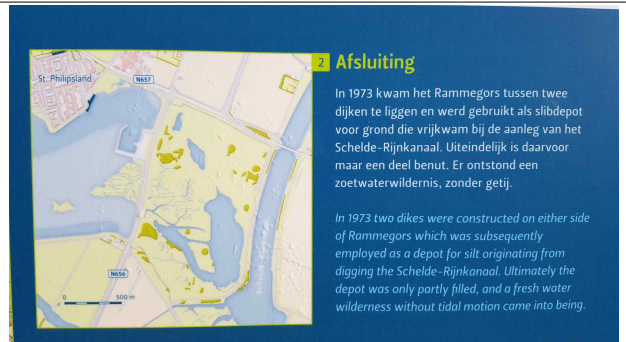 2 Afsluiting
In 1973 kwam het Rammegors tussen twee
dijken te liggen en werd gebruikt als slibdepot
voor grond die vrijkwam bij de aanleg van het
Schelde-Rijnkanaal. Uiteindelijk is daarvoor
maar een deel benut. Er ontstond een
zoetwaterwildernis, zonder getij.
In 1973 two dikes were constructed on either side
of Rammegors which was subsequently
employed as a depot for silt originating from
digging the Schelde-Rijnkanaal. Ultimately the
depot was only partly filled, and a fresh water
wilderness without tidal motion came into being.
St. Philipsland
N657
N656
0 500 m